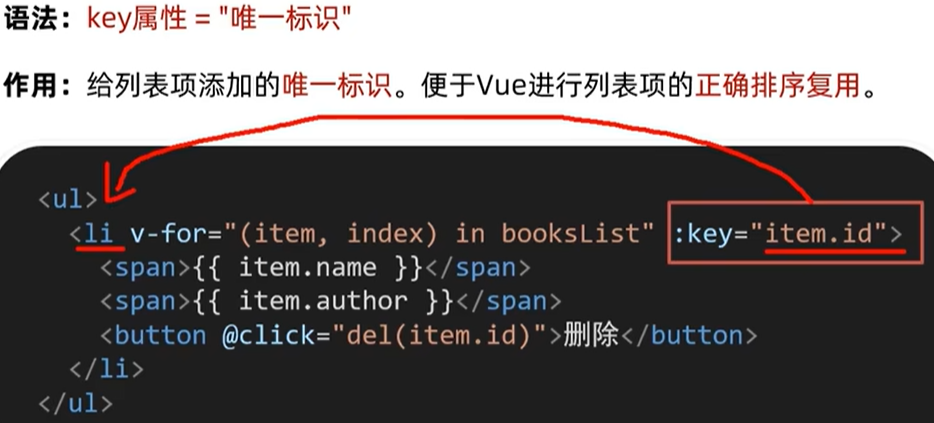 语法：key属性 = "唯一标识"
作用：给列表项添加的唯一标识。便于Vue进行列表项的正确排序复用。
<ul>
<li v-for="(item, index) in booksList" :key="item.id">
<span>{{ item.name }}</span>
<span>{{ item.author }}</span>
<button @click="del(item.id)">删除</button>
</li>
</ul>